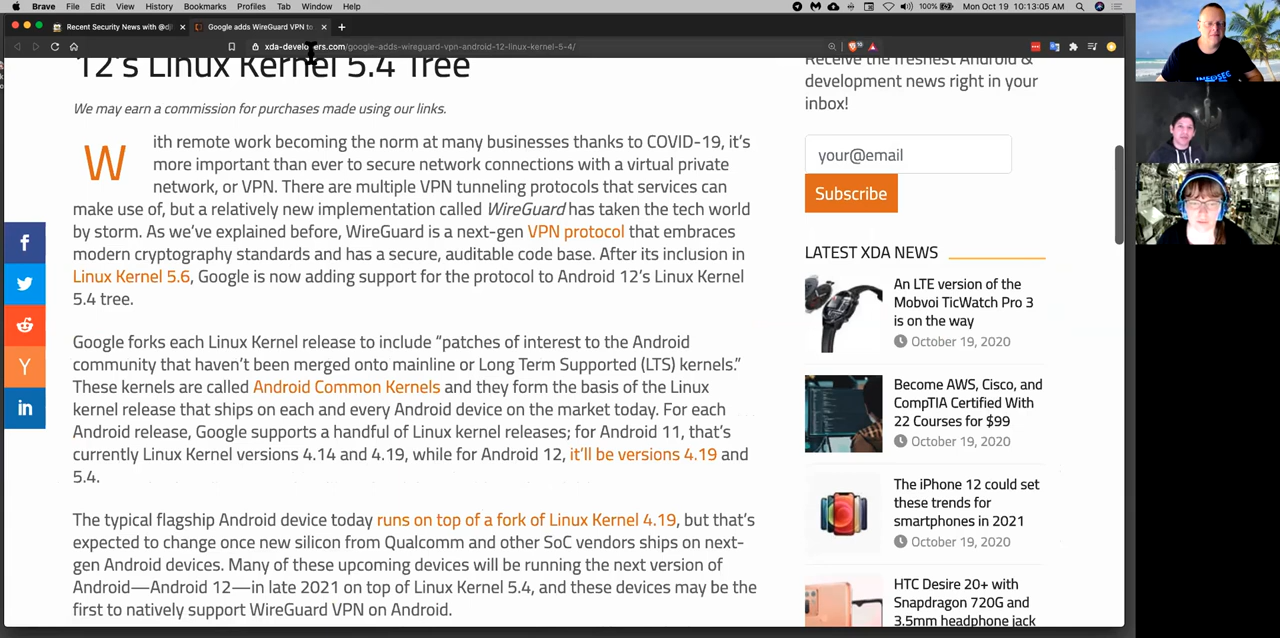 Brave File Edit View History Bookmarks Profiles Tab Window Help
100% Mon Oct 19 10:13:05 AM
Recent Security News with @dj
Google adds WireGuard VPN to
xda-developers.com/google-adds-wireguard-vpn-android-12-linux-kernel-5-4/
12's Linux Kernel 5.4 Tree
We may earn a commission for purchases made using our links.
With remote work becoming the norm at many businesses thanks to COVID-19, it's
more important than ever to secure network connections with a virtual private
network, or VPN. There are multiple VPN tunneling protocols that services can
make use of, but a relatively new implementation called WireGuard has taken the tech world
by storm. As we've explained before, WireGuard is a next-gen VPN protocol that embraces
modern cryptography standards and has a secure, auditable code base. After its inclusion in
Linux Kernel 5.6, Google is now adding support for the protocol to Android 12's Linux Kernel
5.4 tree.
Google forks each Linux Kernel release to include “patches of interest to the Android
community that haven't been merged onto mainline or Long Term Supported (LTS) kernels.”
These kernels are called Android Common Kernels and they form the basis of the Linux
kernel release that ships on each and every Android device on the market today. For each
Android release, Google supports a handful of Linux kernel releases; for Android 11, that's
currently Linux Kernel versions 4.14 and 4.19, while for Android 12, it'll be versions 4.19 and
5.4.
The typical flagship Android device today runs on top of a fork of Linux Kernel 4.19, but that's
expected to change once new silicon from Qualcomm and other SoC vendors ships on next-
gen Android devices. Many of these upcoming devices will be running the next version of
Android—Android 12—in late 2021 on top of Linux Kernel 5.4, and these devices may be the
first to natively support WireGuard VPN on Android.
Receive the freshest Android &
development news right in your
inbox!
your@email
Subscribe
LATEST XDA NEWS
An LTE version of the
Mobvoi TicWatch Pro 3
is on the way
October 19, 2020
Become AWS, Cisco, and
CompTIA Certified With
22 Courses for $99
October 19, 2020
The iPhone 12 could set
these trends for
smartphones in 2021
October 19, 2020
HTC Desire 20+ with
Snapdragon 720G and
3.5mm headphone jack